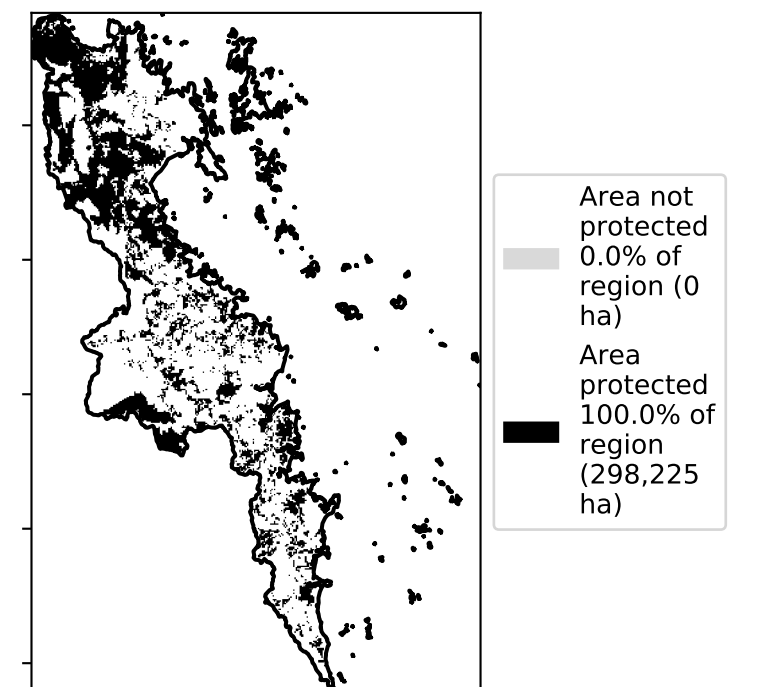 Area not
protected
0.0% of
region (0
ha)
Area
protected
100.0% of
region
(298,225
ha)